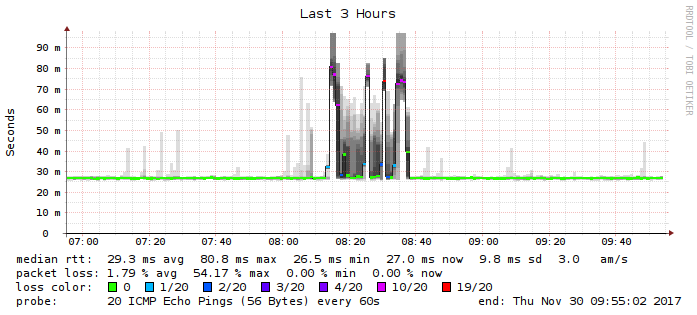 Last 3 Hours
RRDTOOL / TOBI OETIKER
Seconds
90 m
80 m
70 m
60 m
50 m
40 m
30 m
20 m
10 m
0
07:00 07:20 07:40 08:00 08:20 08:40 09:00 09:20 09:40
median rtt: 29.3 ms avg 80.8 ms max 26.5 ms min 27.0 ms now 9.8 ms sd 3.0 am/s
packet loss: 1.79 % avg 54.17 % max 0.00 % min 0.00 % now
loss color: 0 1/20 2/20 3/20 4/20 10/20 19/20
probe: 20 ICMP Echo Pings (56 Bytes) every 60s end: Thu Nov 30 09:55:02 2017